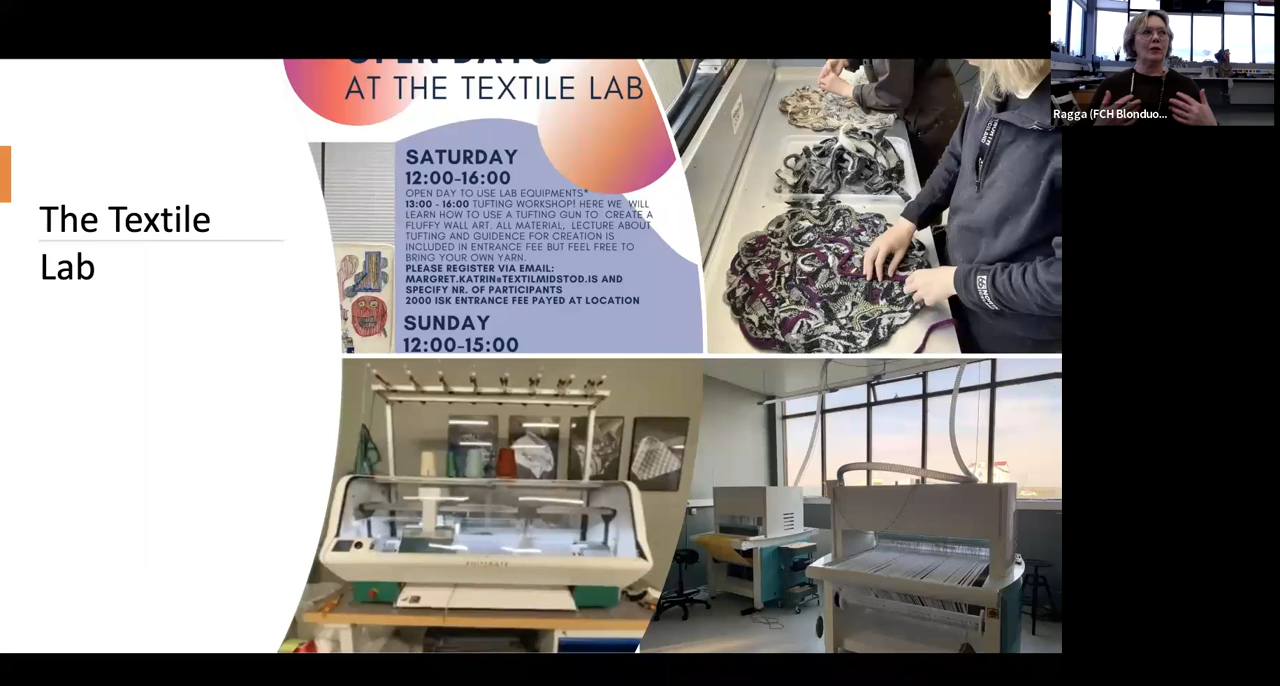 The Textile
Lab
OPEN DAYS
AT THE TEXTILE LAB
SATURDAY
12:00-16:00
OPEN DAY TO USE LAB EQUIPMENTS*
13:00 - 16:00 TUFTING WORKSHOP! HERE WE WILL
LEARN HOW TO USE A TUFTING GUN TO CREATE A
FLUFFY WALL ART. ALL MATERIAL, LECTURE ABOUT
TUFTING AND GUIDENCE FOR CREATION IS
INCLUDED IN ENTRANCE FEE BUT FEEL FREE TO
BRING YOUR OWN YARN.
PLEASE REGISTER VIA EMAIL:
MARGRET.KATRIN@TEXTILMIDSTOD.IS AND
SPECIFY NR. OF PARTICIPANTS
2000 ISK ENTRANCE FEE PAYED AT LOCATION
SUNDAY
12:00-15:00
Ragga (FCH Blonduo...